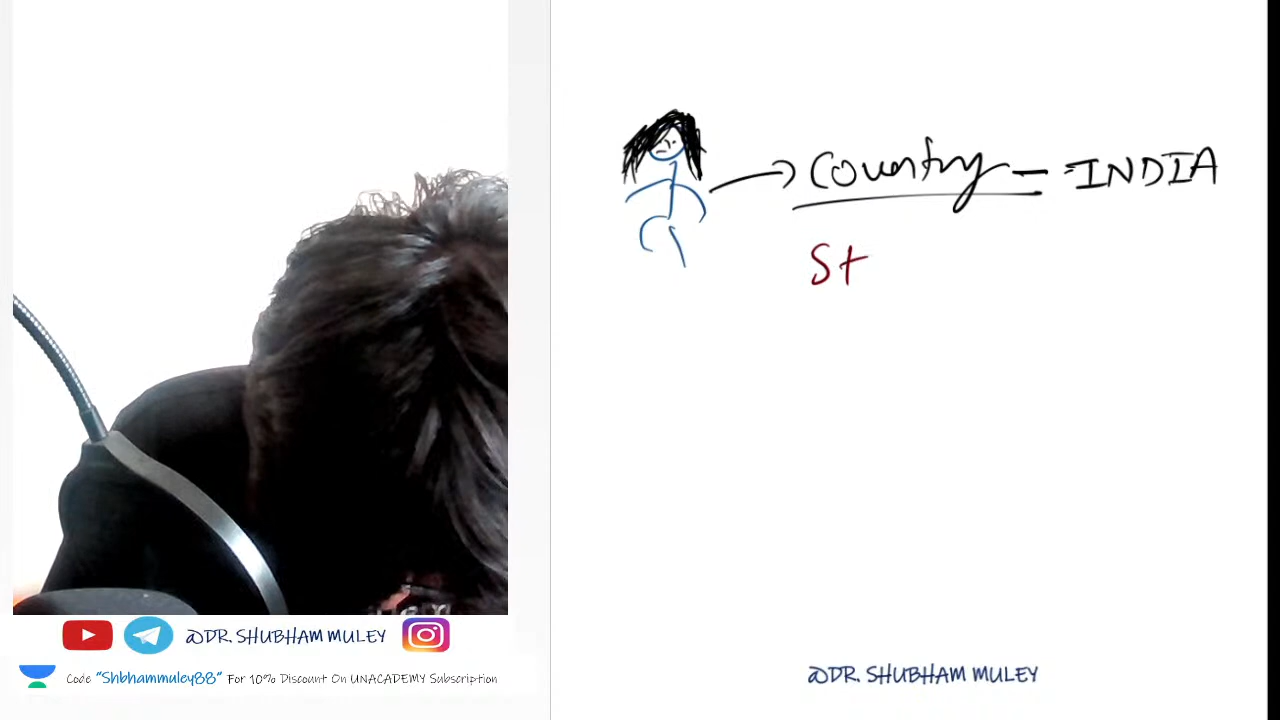 Country - INDIA
St
@DR. SHUBHAM MULEY
Code "Shbhammuley88" For 10% Discount On UNACADEMY Subscription
@DR. SHUBHAM MULEY